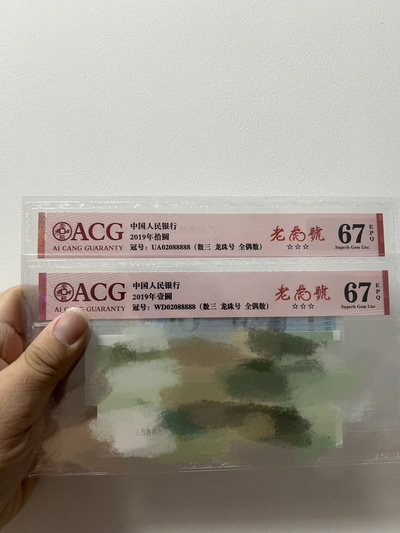 ACG
AI CANG GUARANTY
中国人民银行
2019年拾圆
冠号：UA02088888（数三 龙珠号 全偶数）
老高號
☆☆☆
67
EPQ
Superb Gem Unc
ACG
AI CANG GUARANTY
中国人民银行
2019年壹圆
冠号：WD02088888（数三 龙珠号 全偶数）
老高號
☆☆☆
67
EPQ
Superb Gem Unc